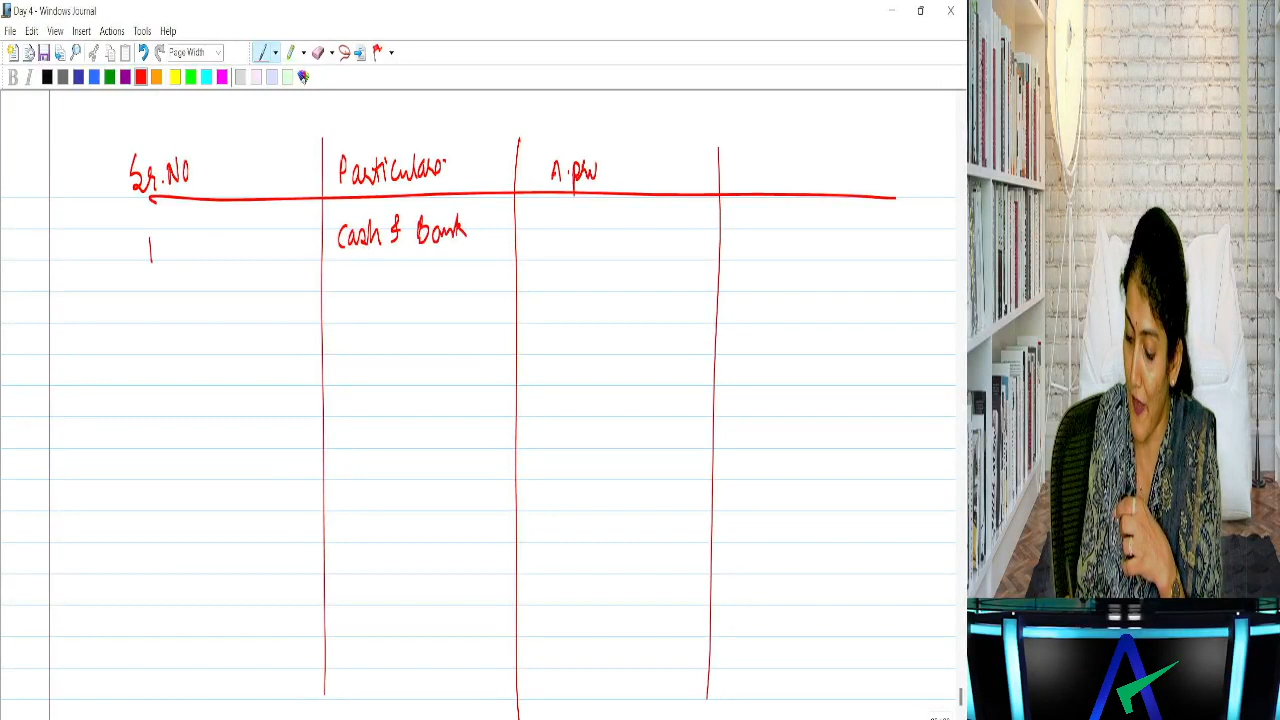 Day 4 - Windows Journal
File Edit View Insert Actions Tools Help
Page Width
B I
Sr.No Particulars A.pro
1 Cash & Bank